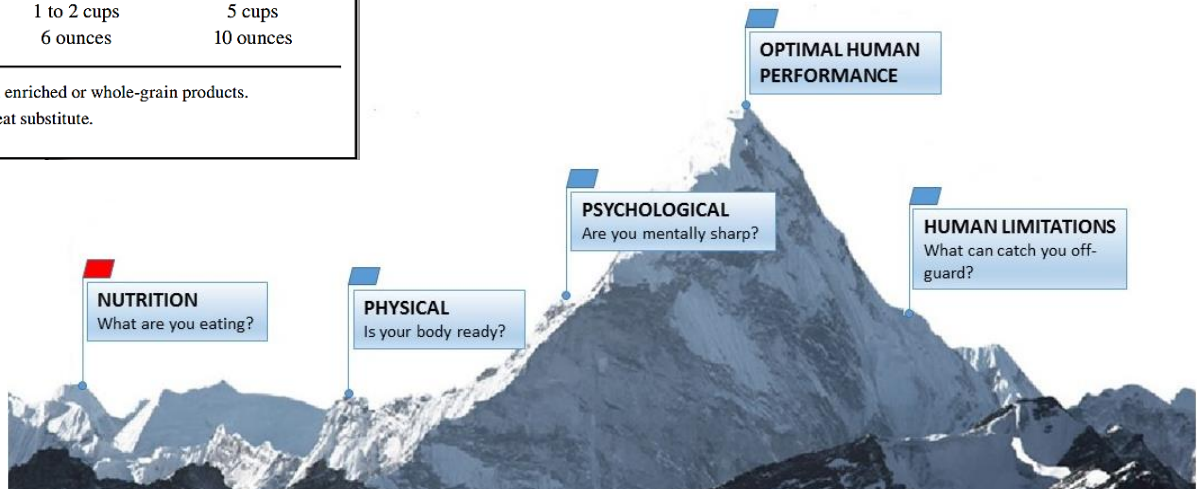 1 to 2 cups 5 cups
6 ounces 10 ounces
enriched or whole-grain products.
eat substitute.
OPTIMAL HUMAN
PERFORMANCE
PSYCHOLOGICAL
Are you mentally sharp?
HUMAN LIMITATIONS
What can catch you off-
guard?
NUTRITION
What are you eating?
PHYSICAL
Is your body ready?